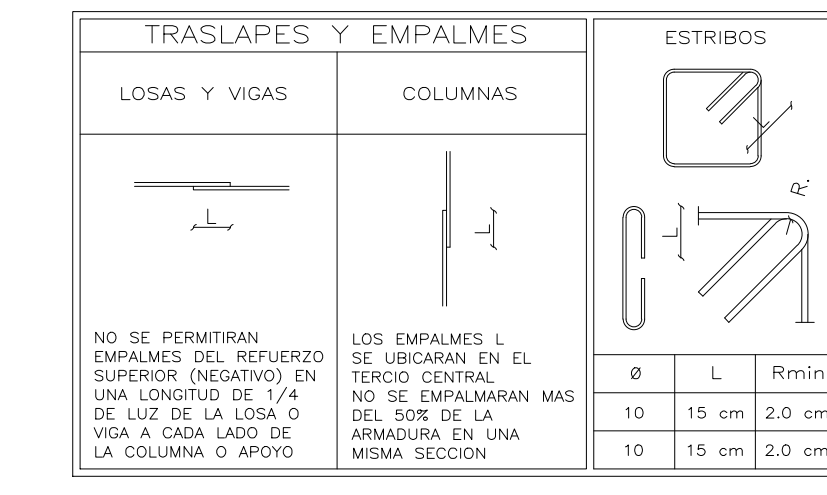 TRASLAPES Y EMPALMES
LOSAS Y VIGAS
COLUMNAS
L
L
NO SE PERMITIRAN
EMPALMES DEL REFUERZO
SUPERIOR (NEGATIVO) EN
UNA LONGITUD DE 1/4
DE LUZ DE LA LOSA O
VIGA A CADA LADO DE
LA COLUMNA O APOYO
LOS EMPALMES L
SE UBICARAN EN EL
TERCIO CENTRAL
NO SE EMPALMARAN MAS
DEL 50% DE LA
ARMADURA EN UNA
MISMA SECCION
ESTRIBOS
L
R.
L
Ø L Rmin
10 15 cm 2.0 cm
10 15 cm 2.0 cm